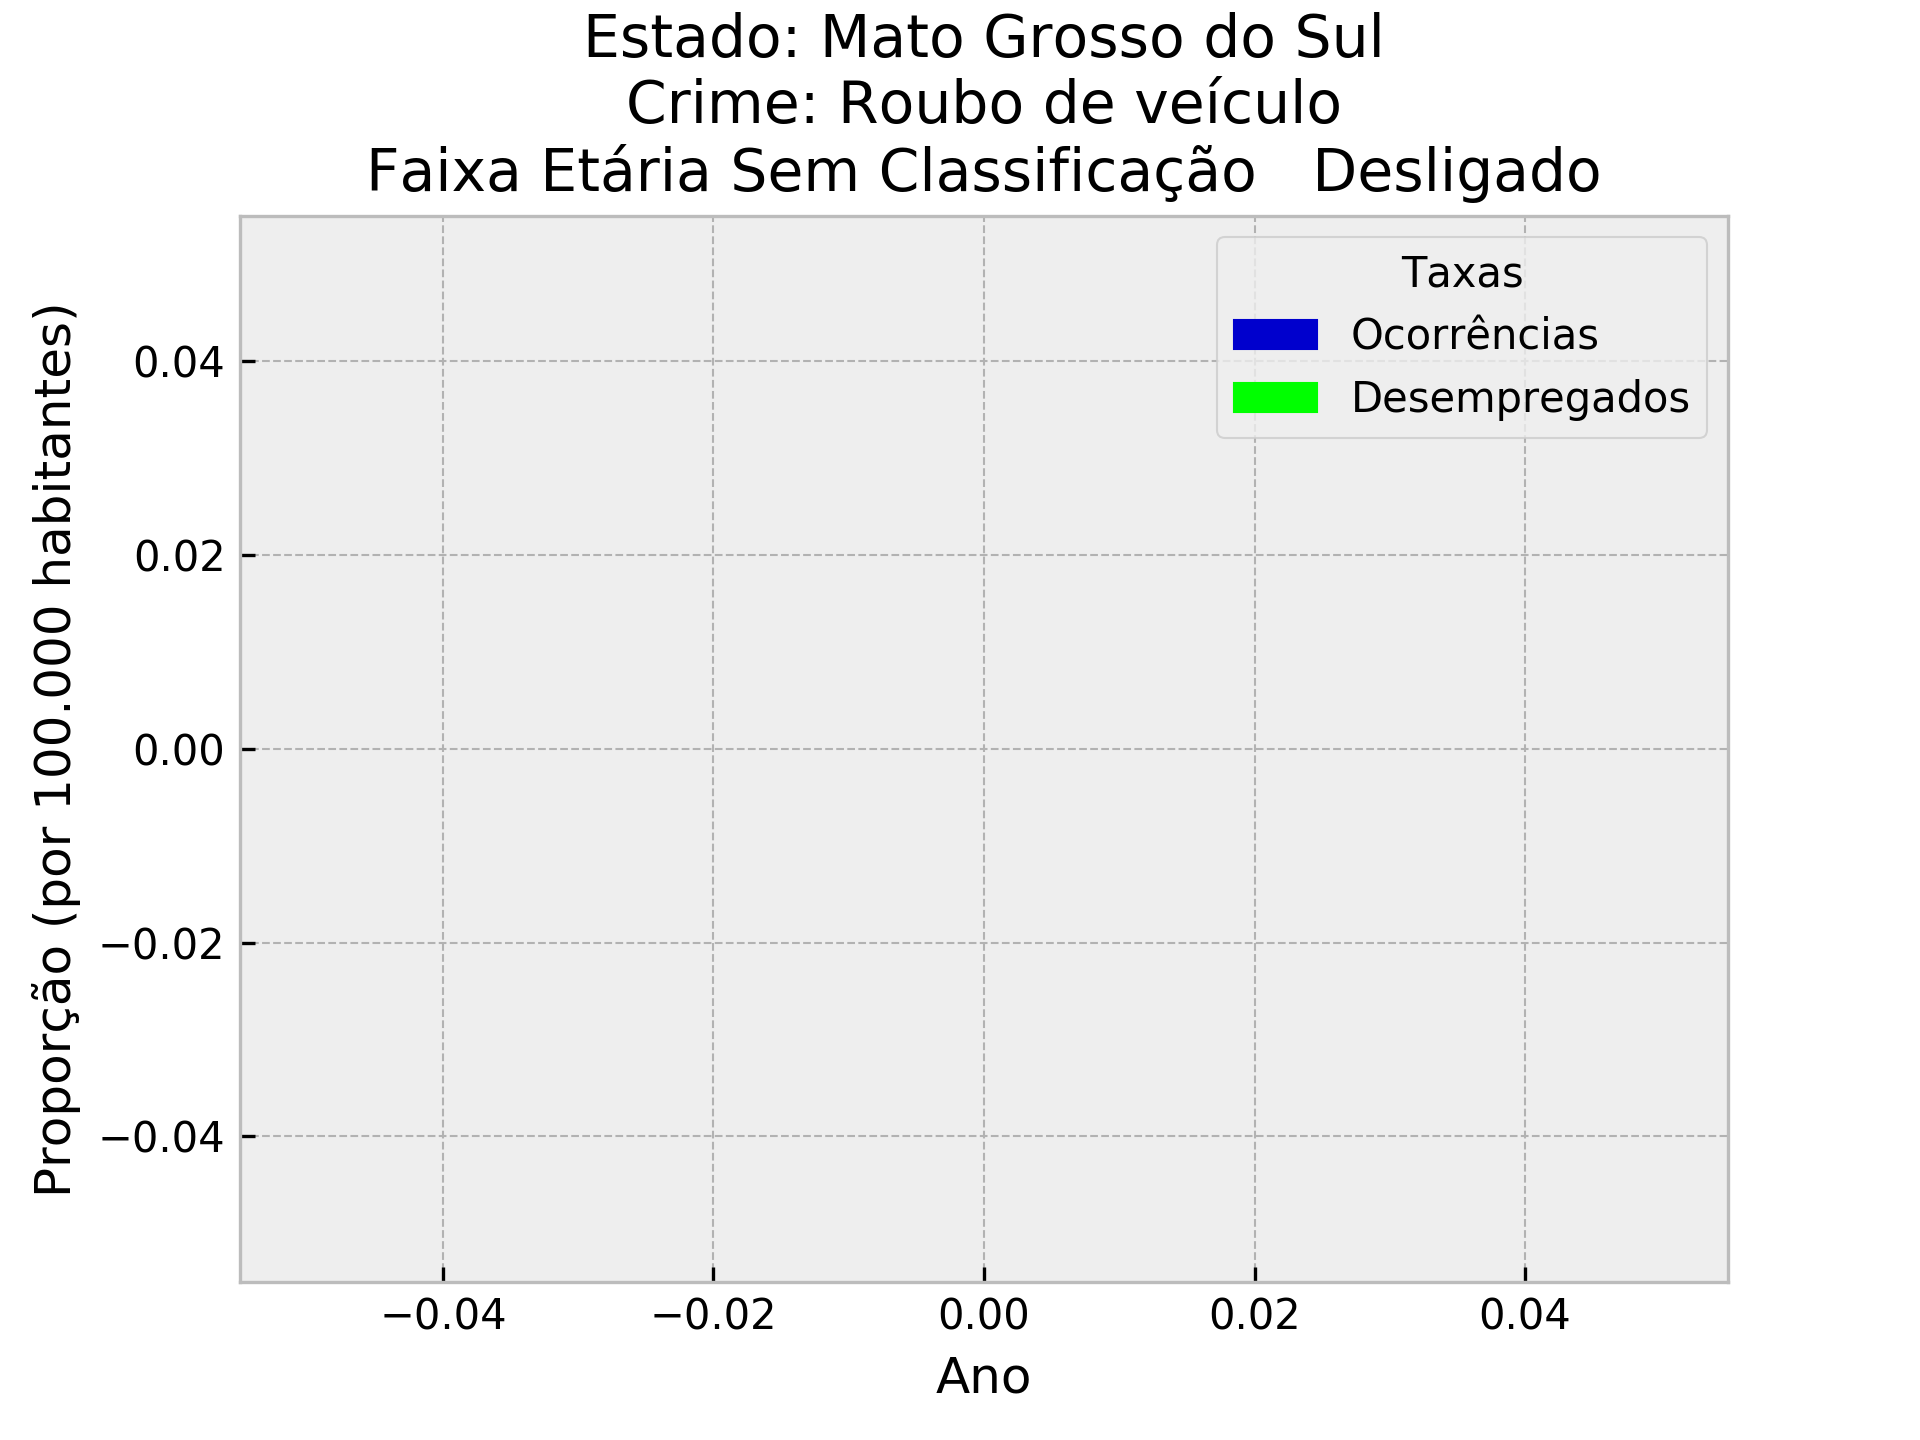 Estado: Mato Grosso do Sul
Crime: Roubo de veículo
Faixa Etária Sem Classificação   Desligado
Taxas
Ocorrências
Desempregados
Proporção (por 100.000 habitantes)
0.04
0.02
0.00
−0.02
−0.04
−0.04 −0.02 0.00 0.02 0.04
Ano